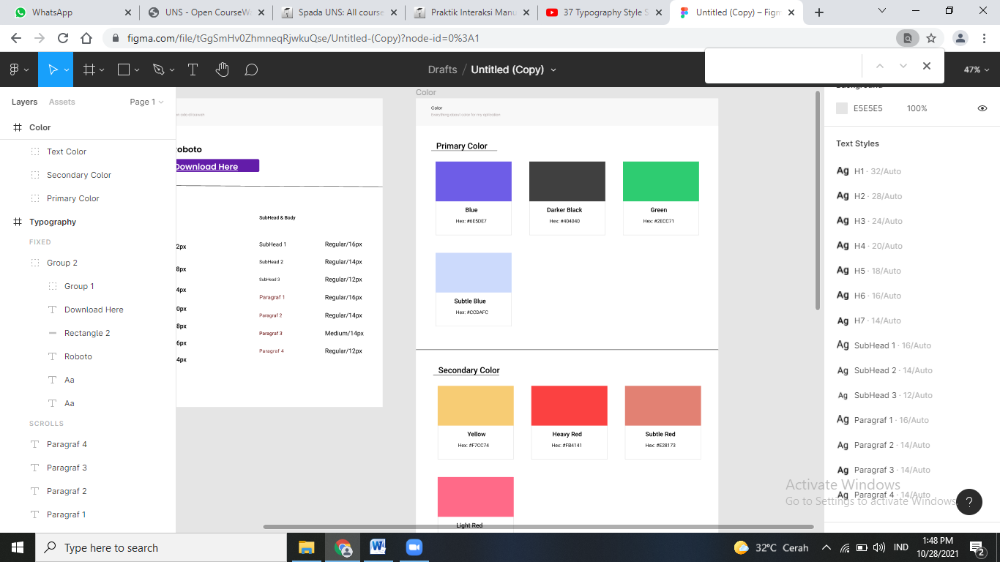 WhatsApp
UNS - Open CourseWa
Spada UNS: All course
Praktik Interaksi Manu
37 Typography Style S
Untitled (Copy) – Figm
figma.com/file/tGgSmHv0ZhmneqRjwkuQse/Untitled-(Copy)?node-id=0%3A1
Drafts / Untitled (Copy)
47%
Layers
Assets
Page 1
Color
Text Color
Secondary Color
Primary Color
Typography
FIXED
Group 2
Group 1
Download Here
Rectangle 2
Roboto
Aa
Aa
SCROLLS
Paragraf 4
Paragraf 3
Paragraf 2
Paragraf 1
ada di bawah
oboto
Download Here
SubHead & Body
2px
SubHead 1
Regular/16px
8px
SubHead 2
Regular/14px
4px
SubHead 3
Regular/12px
0px
Paragraf 1
Regular/16px
8px
Paragraf 2
Regular/14px
6px
Paragraf 3
Medium/14px
4px
Paragraf 4
Regular/12px
Color
Color
Everything about color for my aplication
Primary Color
Blue
Hex: #6E5DE7
Darker Black
Hex: #404040
Green
Hex: #2ECC71
Subtle Blue
Hex: #CCDAFC
Secondary Color
Yellow
Hex: #F7CC74
Heavy Red
Hex: #FB4141
Subtle Red
Hex: #E28173
Light Red
Background
E5E5E5
100%
Text Styles
Ag H1 · 32/Auto
Ag H2 · 28/Auto
Ag H3 · 24/Auto
Ag H4 · 20/Auto
Ag H5 · 18/Auto
Ag H6 · 16/Auto
Ag H7 · 14/Auto
Ag SubHead 1 · 16/Auto
Ag SubHead 2 · 14/Auto
Ag SubHead 3 · 12/Auto
Ag Paragraf 1 · 16/Auto
Ag Paragraf 2 · 14/Auto
Ag Paragraf 3 · 14/Auto
Ag Paragraf 4 · 14/Auto
Activate Windows
Go to Settings to activate Windows.
?
Type here to search
32°C Cerah
IND
1:48 PM
10/28/2021
2